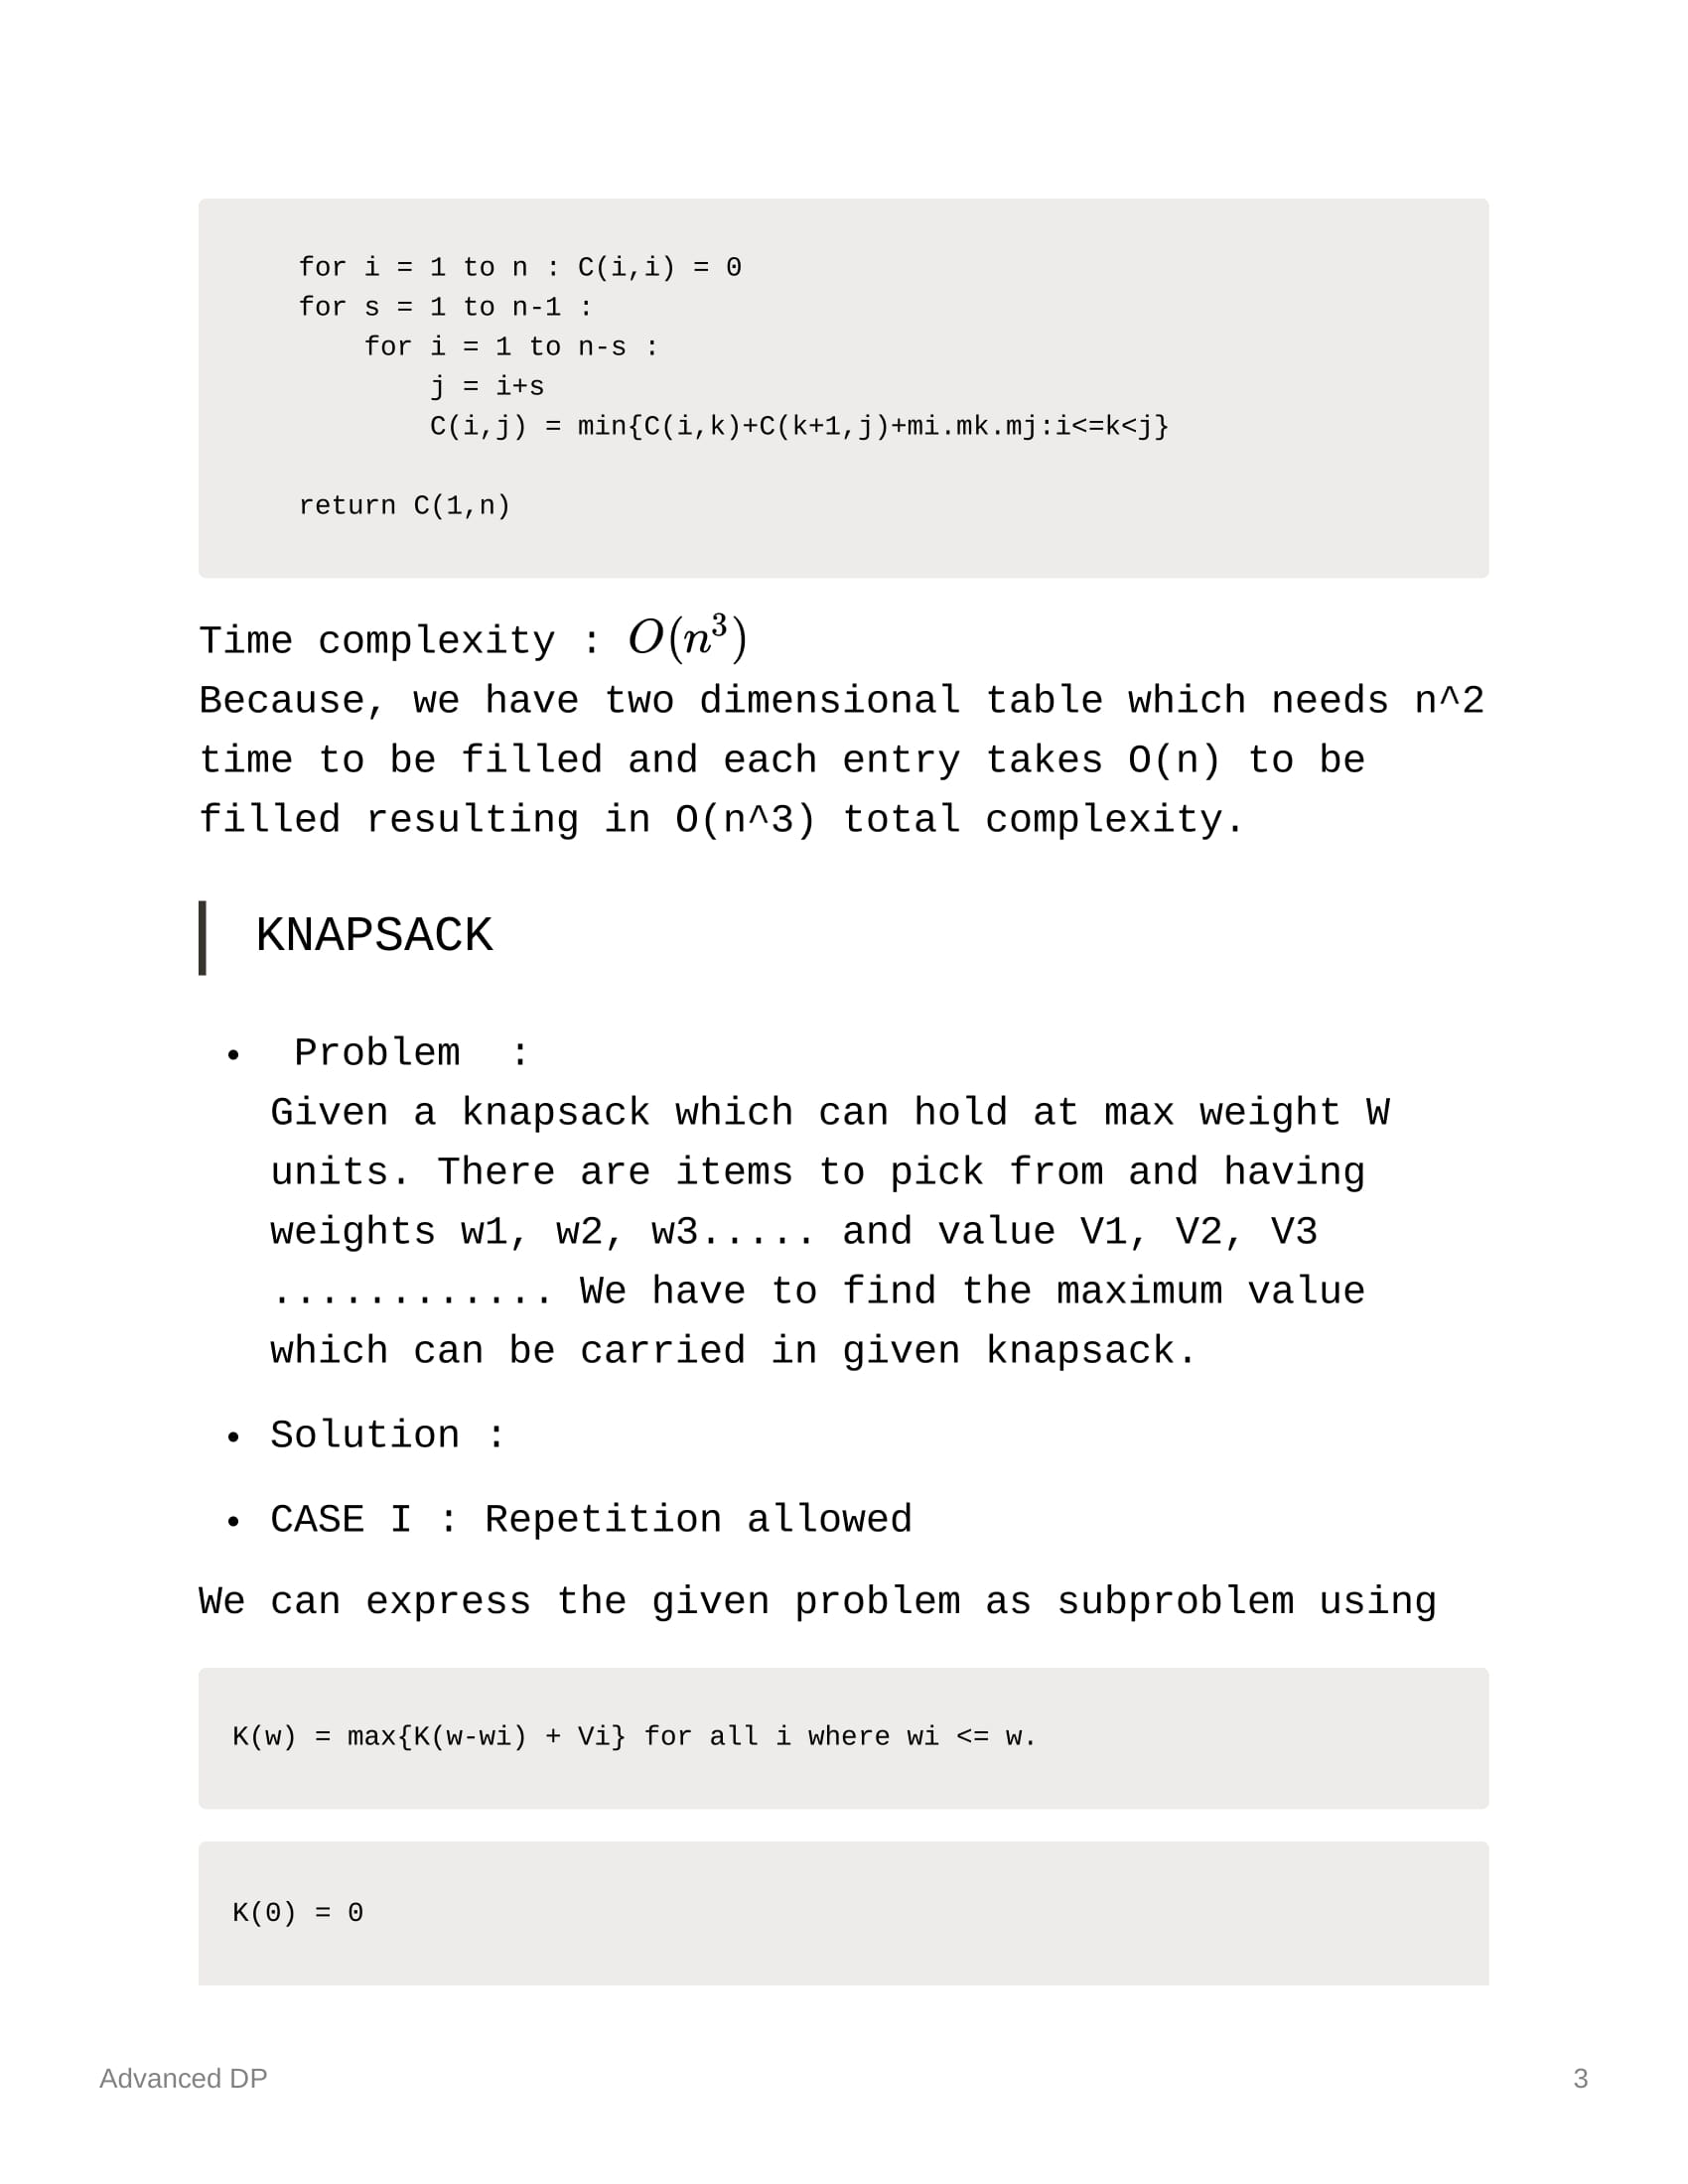 for i = 1 to n : C(i,i) = 0
for s = 1 to n-1 :
    for i = 1 to n-s :
        j = i+s
        C(i,j) = min{C(i,k)+C(k+1,j)+mi.mk.mj:i<=k<j}
return C(1,n)
Time complexity : O(n³)
Because, we have two dimensional table which needs n^2
time to be filled and each entry takes O(n) to be
filled resulting in O(n^3) total complexity.
KNAPSACK
• Problem  :
Given a knapsack which can hold at max weight W
units. There are items to pick from and having
weights w1, w2, w3..... and value V1, V2, V3
............ We have to find the maximum value
which can be carried in given knapsack.
• Solution :
• CASE I : Repetition allowed
We can express the given problem as subproblem using
K(w) = max{K(w-wi) + Vi} for all i where wi <= w.
K(0) = 0
Advanced DP
3